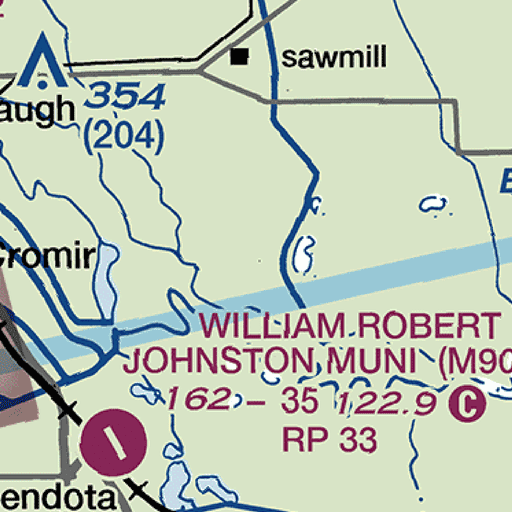 sawmill
augh
354
(204)
Cromir
WILLIAM ROBERT
JOHNSTON MUNI (M90
162 – 35 122.9 C
RP 33
endota